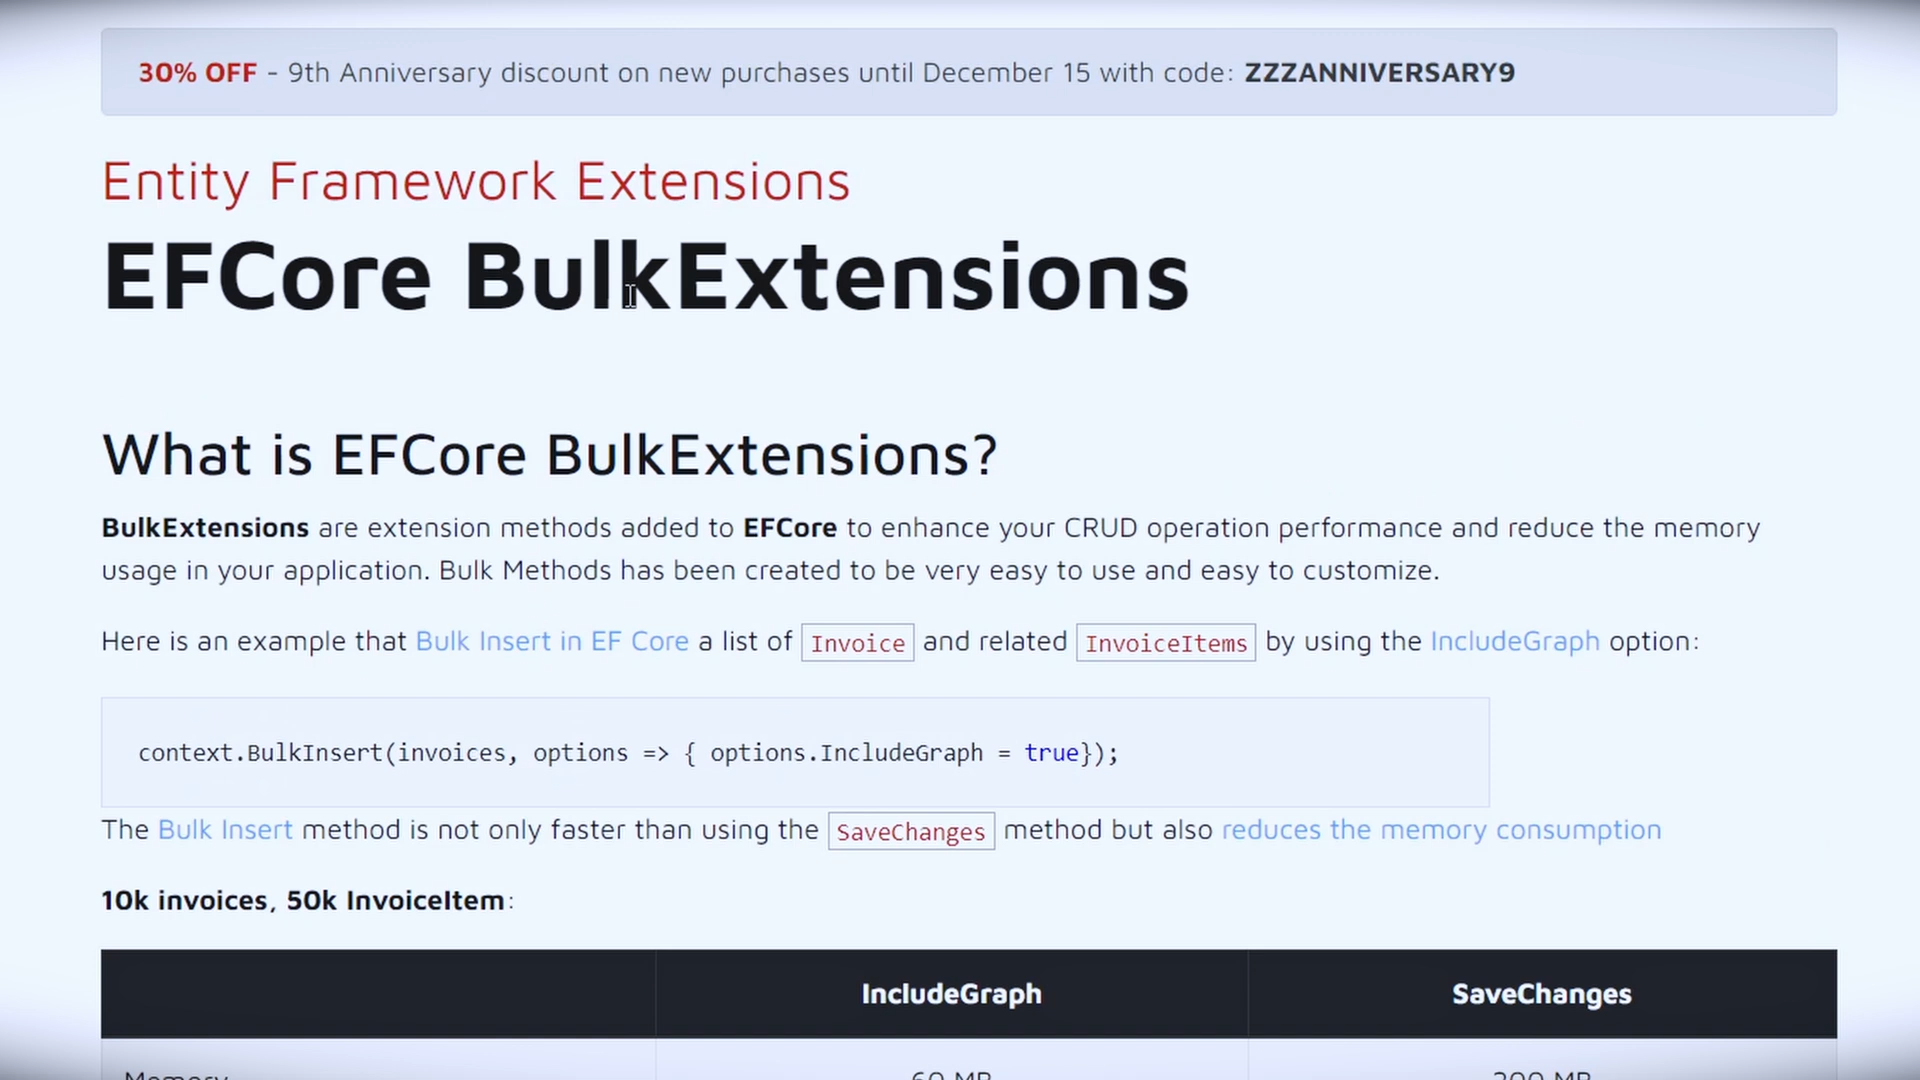 30% OFF - 9th Anniversary discount on new purchases until December 15 with code: ZZZANNIVERSARY9
Entity Framework Extensions
EFCore BulkExtensions
What is EFCore BulkExtensions?
BulkExtensions are extension methods added to EFCore to enhance your CRUD operation performance and reduce the memory
usage in your application. Bulk Methods has been created to be very easy to use and easy to customize.
Here is an example that Bulk Insert in EF Core a list of Invoice and related InvoiceItems by using the IncludeGraph option:
context.BulkInsert(invoices, options => { options.IncludeGraph = true});
The Bulk Insert method is not only faster than using the SaveChanges method but also reduces the memory consumption
10k invoices, 50k InvoiceItem:
IncludeGraph SaveChanges
Memory 60 MB